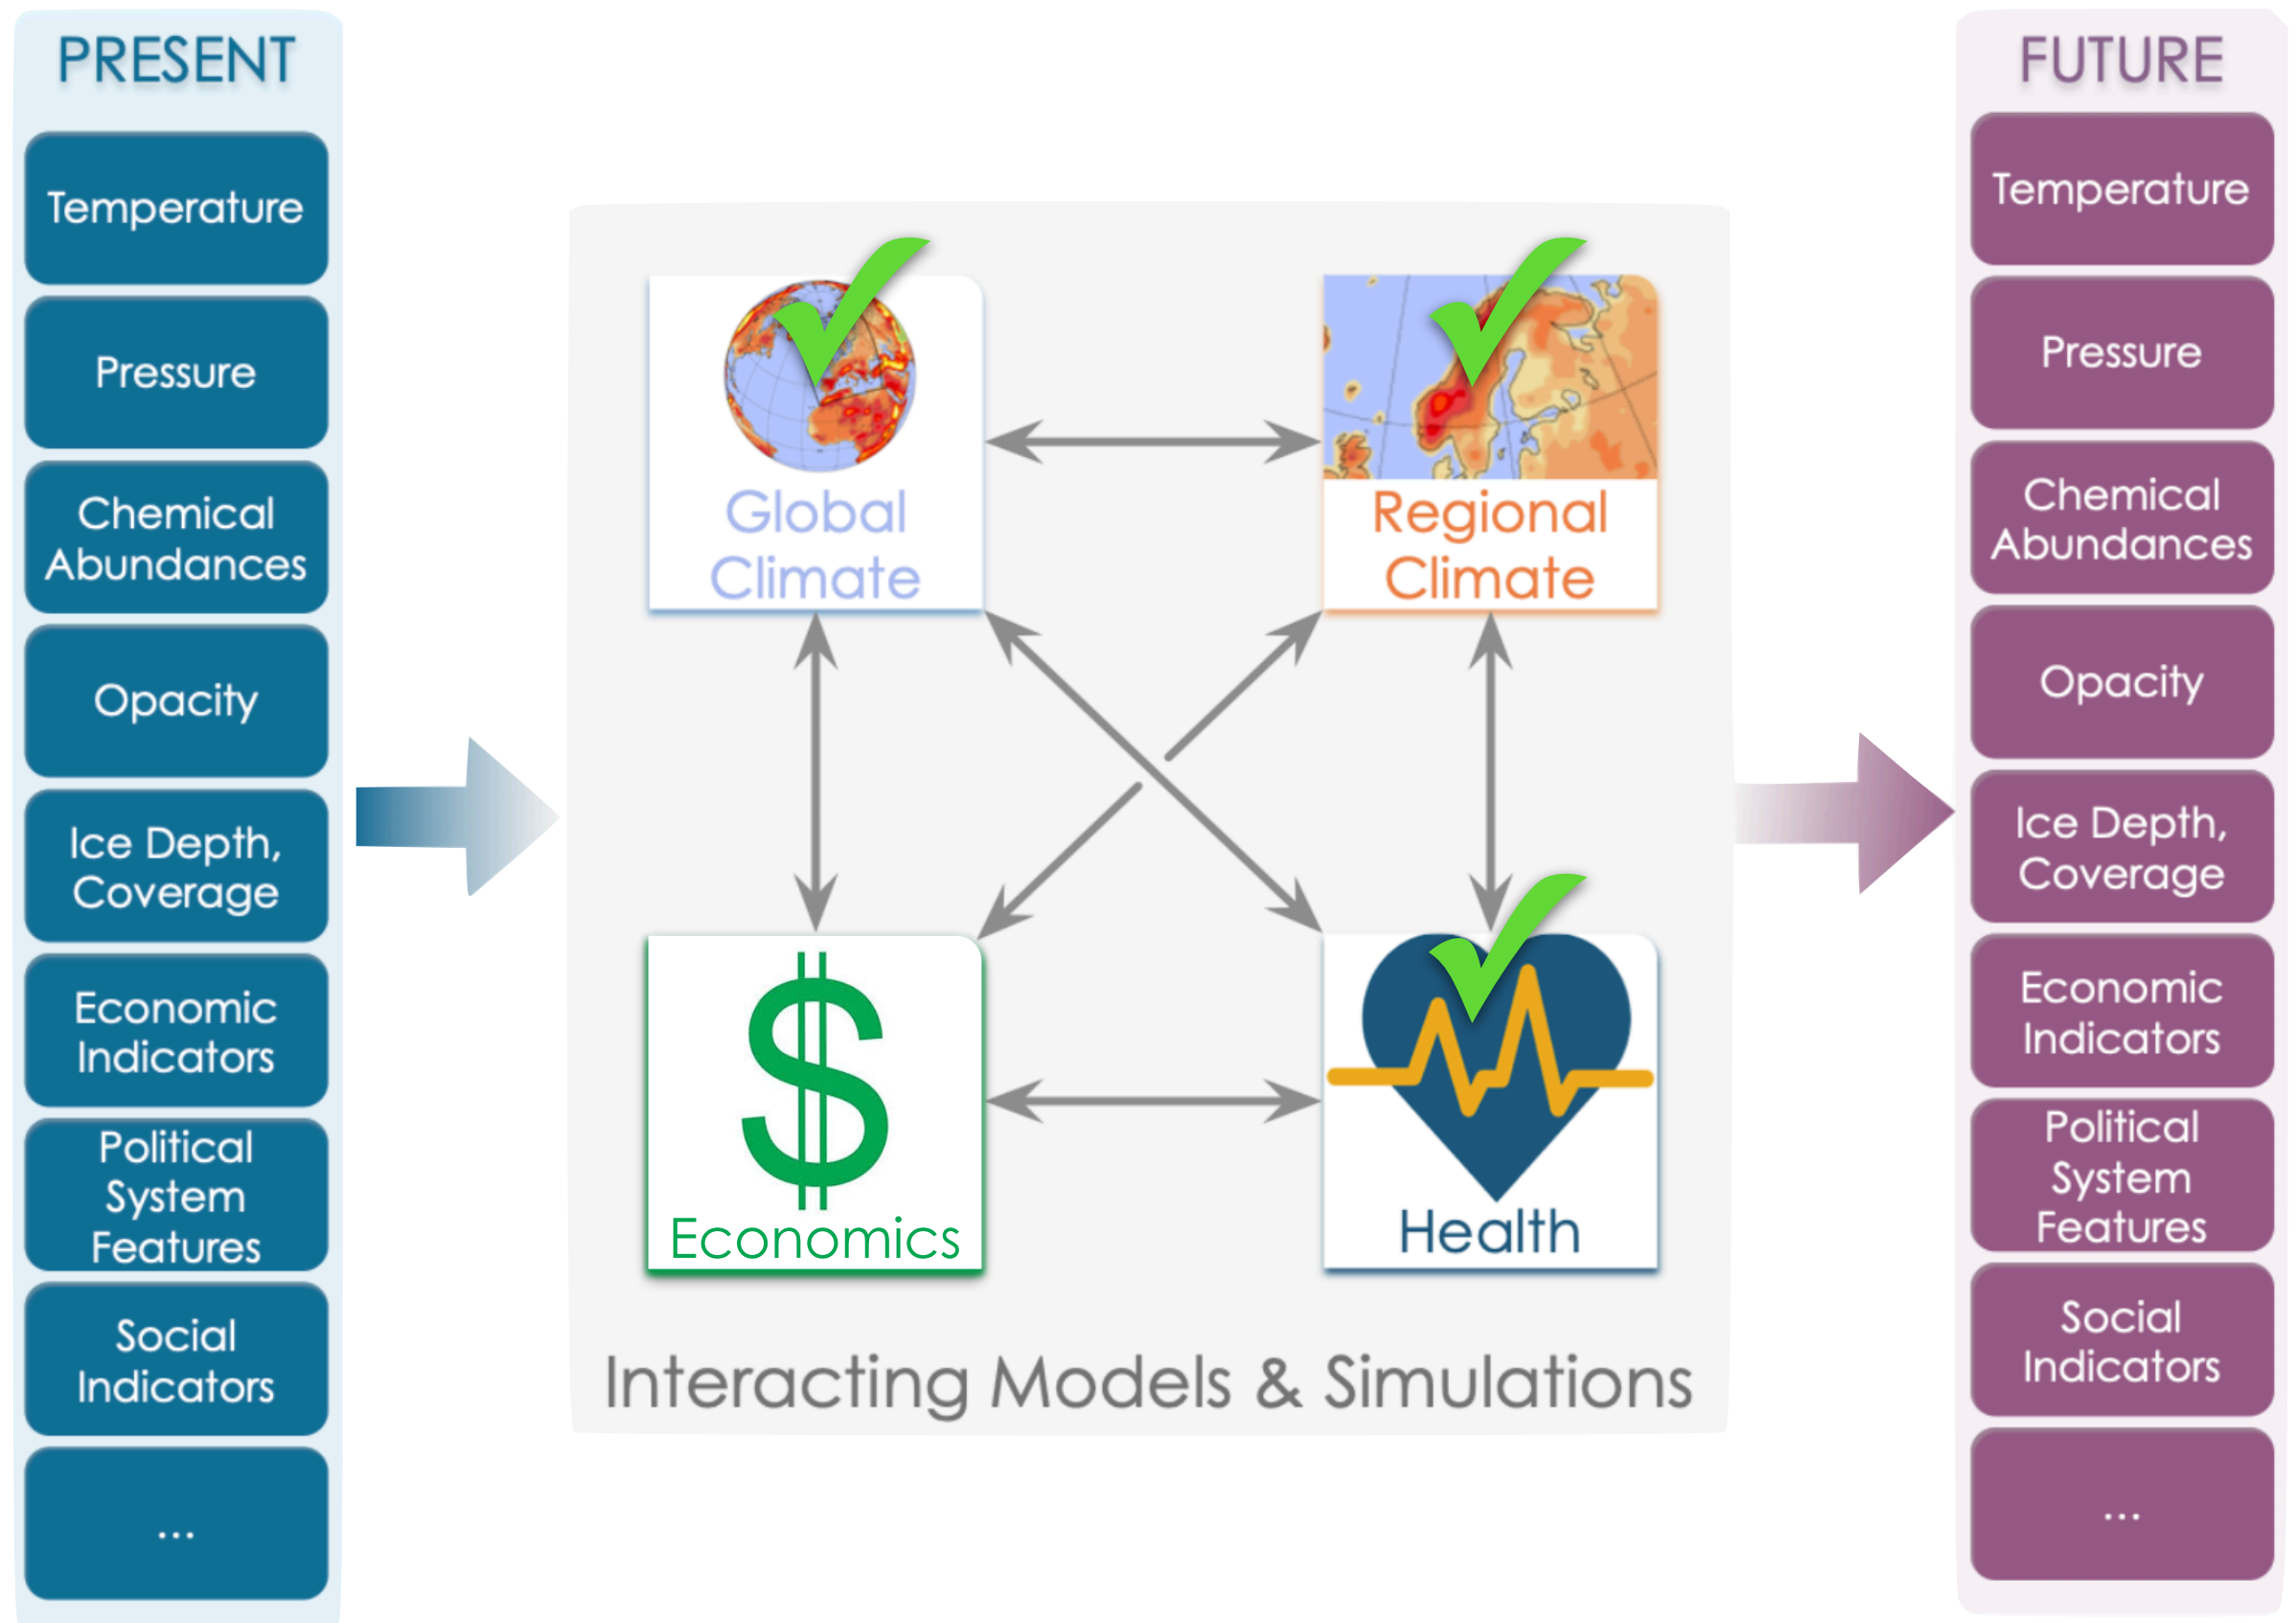 PRESENT
Temperature
Pressure
Chemical
Abundances
Opacity
Ice Depth,
Coverage
Economic
Indicators
Political
System
Features
Social
Indicators
...
Global
Climate
Regional
Climate
$
Economics
Health
Interacting Models & Simulations
FUTURE
Temperature
Pressure
Chemical
Abundances
Opacity
Ice Depth,
Coverage
Economic
Indicators
Political
System
Features
Social
Indicators
...